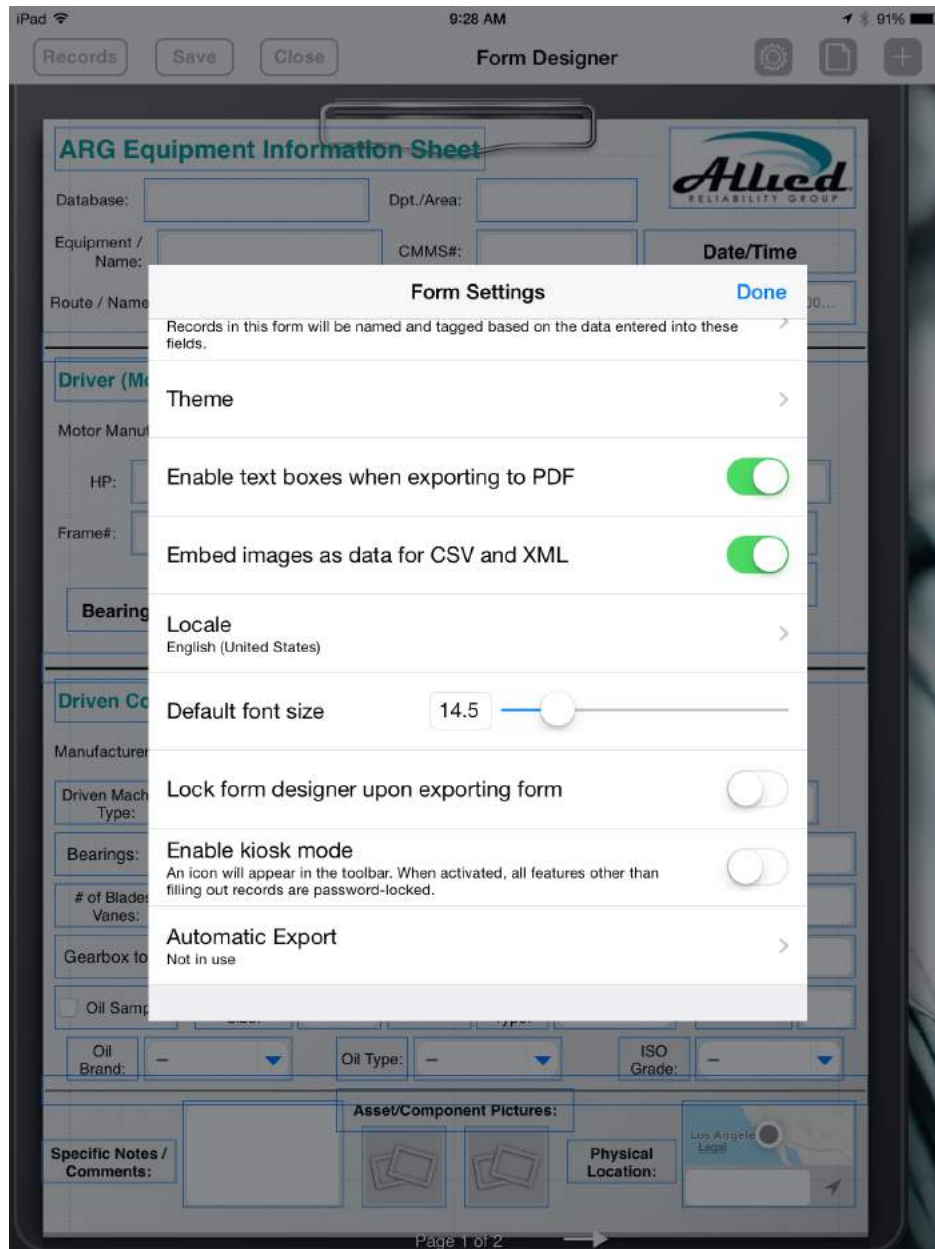 iPad 9:28 AM 91%
Records Save Close Form Designer
ARG Equipment Information Sheet
Allied
RELIABILITY GROUP
Database: Dpt./Area:
Equipment / Name: CMMS#: Date/Time
Route / Name
Form Settings Done
Records in this form will be named and tagged based on the data entered into these
fields.
Driver (Mo
Theme
Motor Manuf
HP: Enable text boxes when exporting to PDF
Frame#: Embed images as data for CSV and XML
Bearing
Locale
English (United States)
Driven Co
Default font size 14.5
Manufacturer
Driven Mach
Type:
Lock form designer upon exporting form
Bearings:
Enable kiosk mode
An icon will appear in the toolbar. When activated, all features other than
filling out records are password-locked.
# of Blades
Vanes:
Automatic Export
Not in use
Gearbox to
Oil Samp
Oil
Brand: – Oil Type: – ISO
Grade: –
Asset/Component Pictures:
Specific Notes /
Comments:
Physical
Location:
Los Angele
Legal
Page 1 of 2